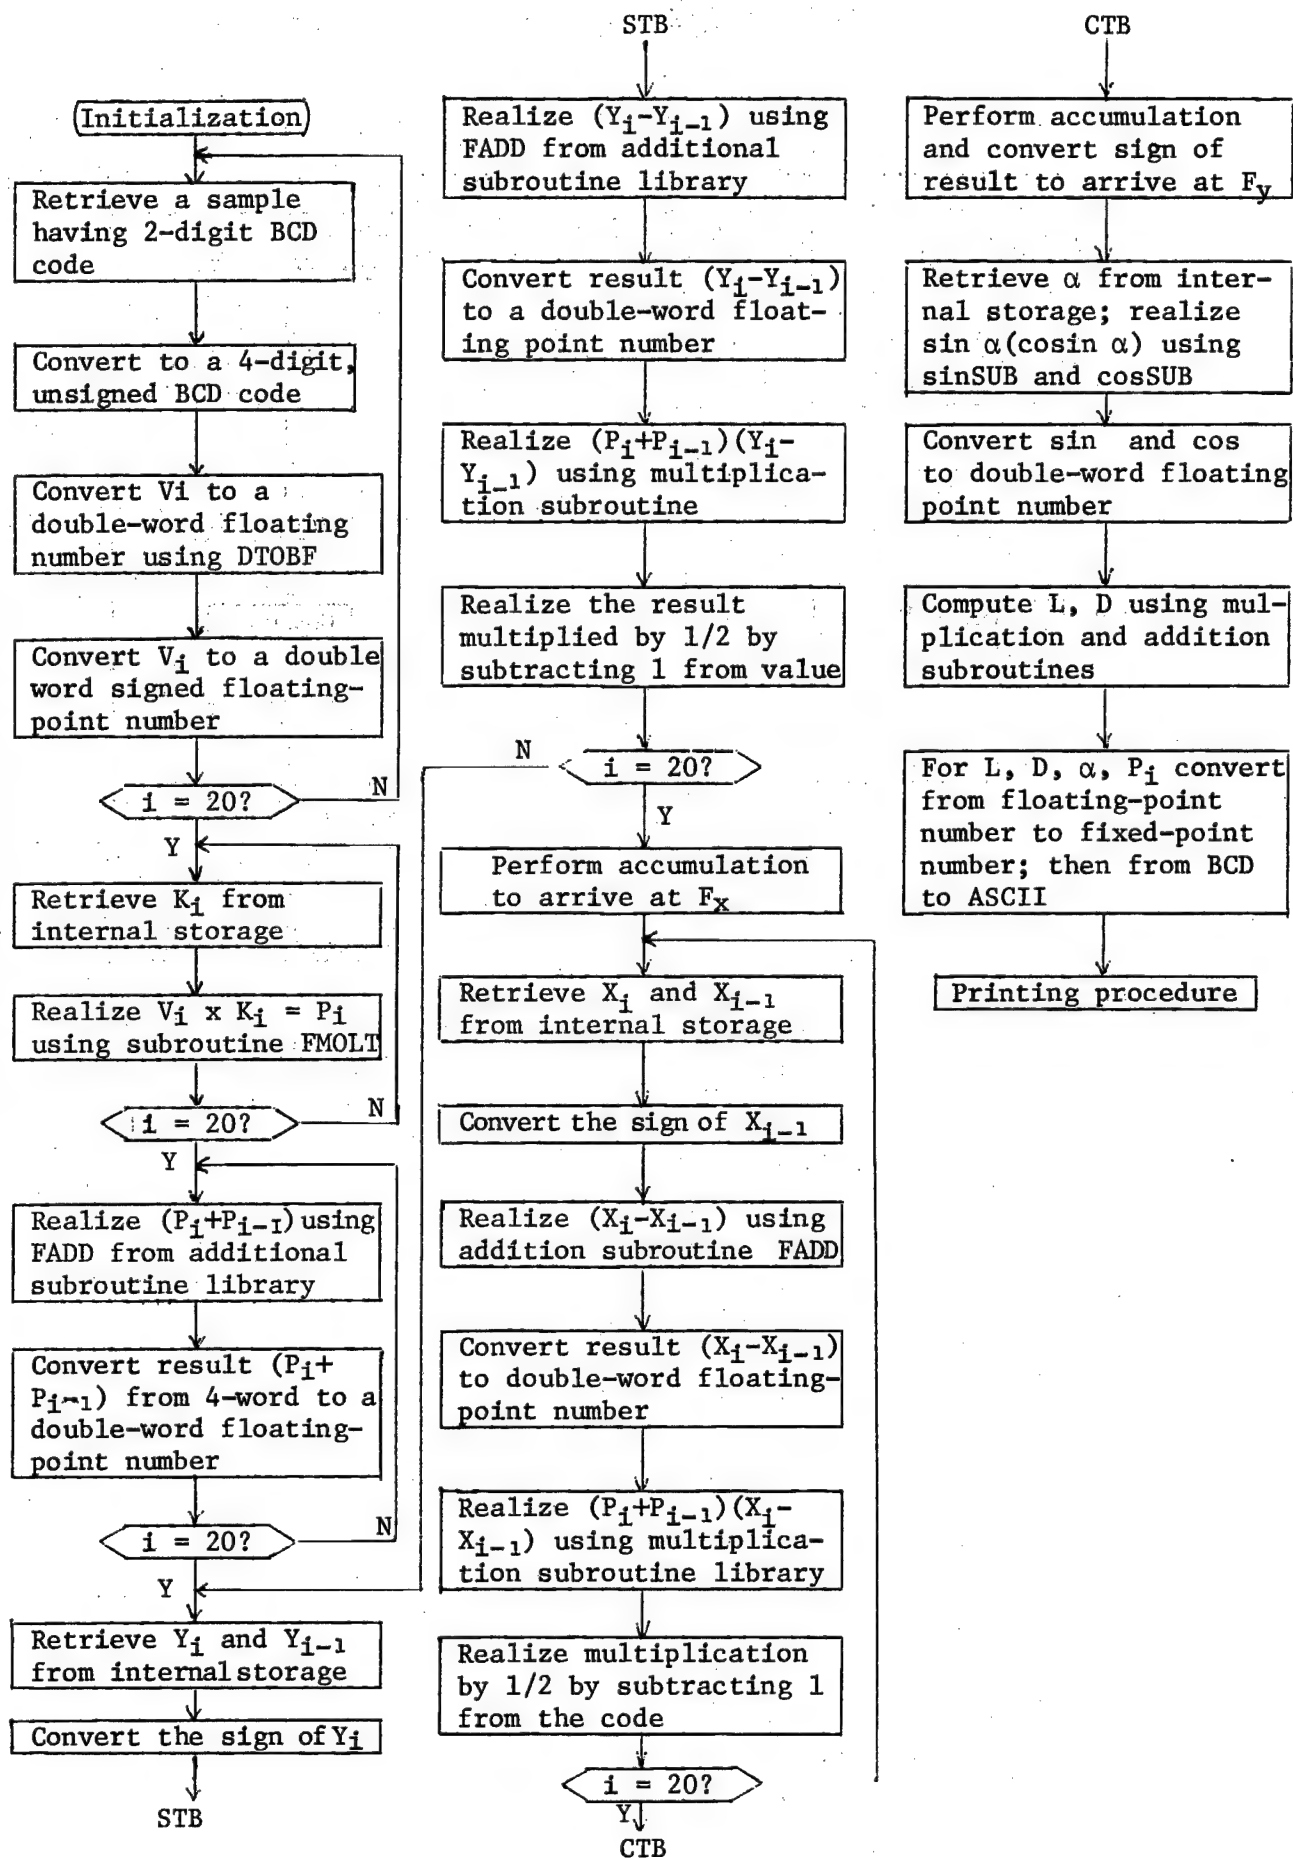 (Initialization)
Retrieve a sample
having 2-digit BCD
code
Convert to a 4-digit,
unsigned BCD code
Convert Vi to a
double-word floating
number using DTOBF
Convert Vi to a double
word signed floating-
point number
i = 20?
N
Y
Retrieve Ki from
internal storage
Realize Vi x Ki = Pi
using subroutine FMOLT
i = 20?
N
Y
Realize (Pi+Pi-I) using
FADD from additional
subroutine library
Convert result (Pi+
Pi-1) from 4-word to a
double-word floating-
point number
i = 20?
N
Y
Retrieve Yi and Yi-1
from internal storage
Convert the sign of Yi
STB
STB
Realize (Yi-Yi-1) using
FADD from additional
subroutine library
Convert result (Yi-Yi-1)
to a double-word float-
ing point number
Realize (Pi+Pi-1)(Yi-
Yi-1) using multiplica-
tion subroutine
Realize the result
multiplied by 1/2 by
subtracting 1 from value
N
i = 20?
Y
Perform accumulation
to arrive at Fx
Retrieve Xi and Xi-1
from internal storage
Convert the sign of Xi-1
Realize (Xi-Xi-1) using
addition subroutine FADD
Convert result (Xi-Xi-1)
to double-word floating-
point number
Realize (Pi+Pi-1)(Xi-
Xi-1) using multiplica-
tion subroutine library
Realize multiplication
by 1/2 by subtracting 1
from the code
i = 20?
Y
CTB
CTB
Perform accumulation
and convert sign of
result to arrive at Fy
Retrieve α from inter-
nal storage; realize
sin α(cosin α) using
sinSUB and cosSUB
Convert sin and cos
to double-word floating
point number
Compute L, D using mul-
plication and addition
subroutines
For L, D, α, Pi convert
from floating-point
number to fixed-point
number; then from BCD
to ASCII
Printing procedure